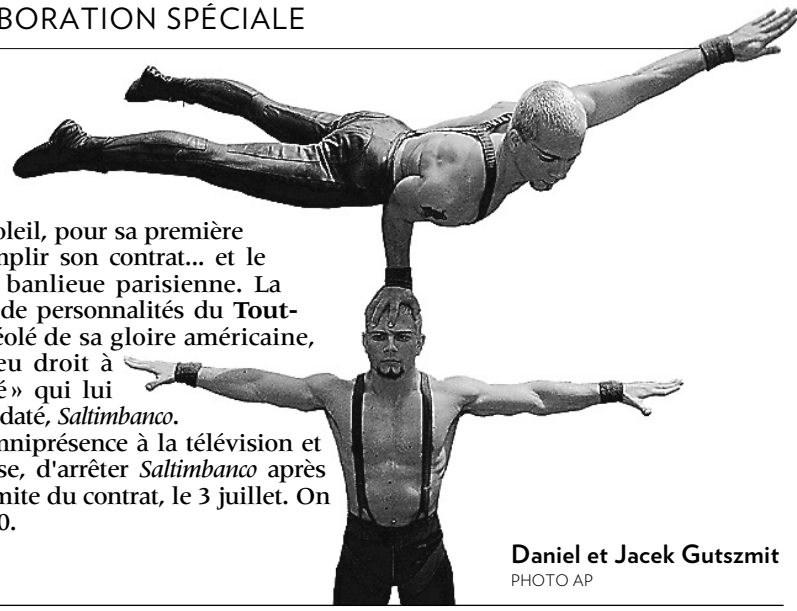 BORATION SPÉCIALE
oleil, pour sa première
mplir son contrat... et le
banlieue parisienne. La
de personnalités du Tout-
éolé de sa gloire américaine,
eu droit à
é» qui lui
daté, Saltimbanco.
mniprésence à la télévision et
se, d'arrêter Saltimbanco après
mite du contrat, le 3 juillet. On
0.
Daniel et Jacek Gutszmit
PHOTO AP